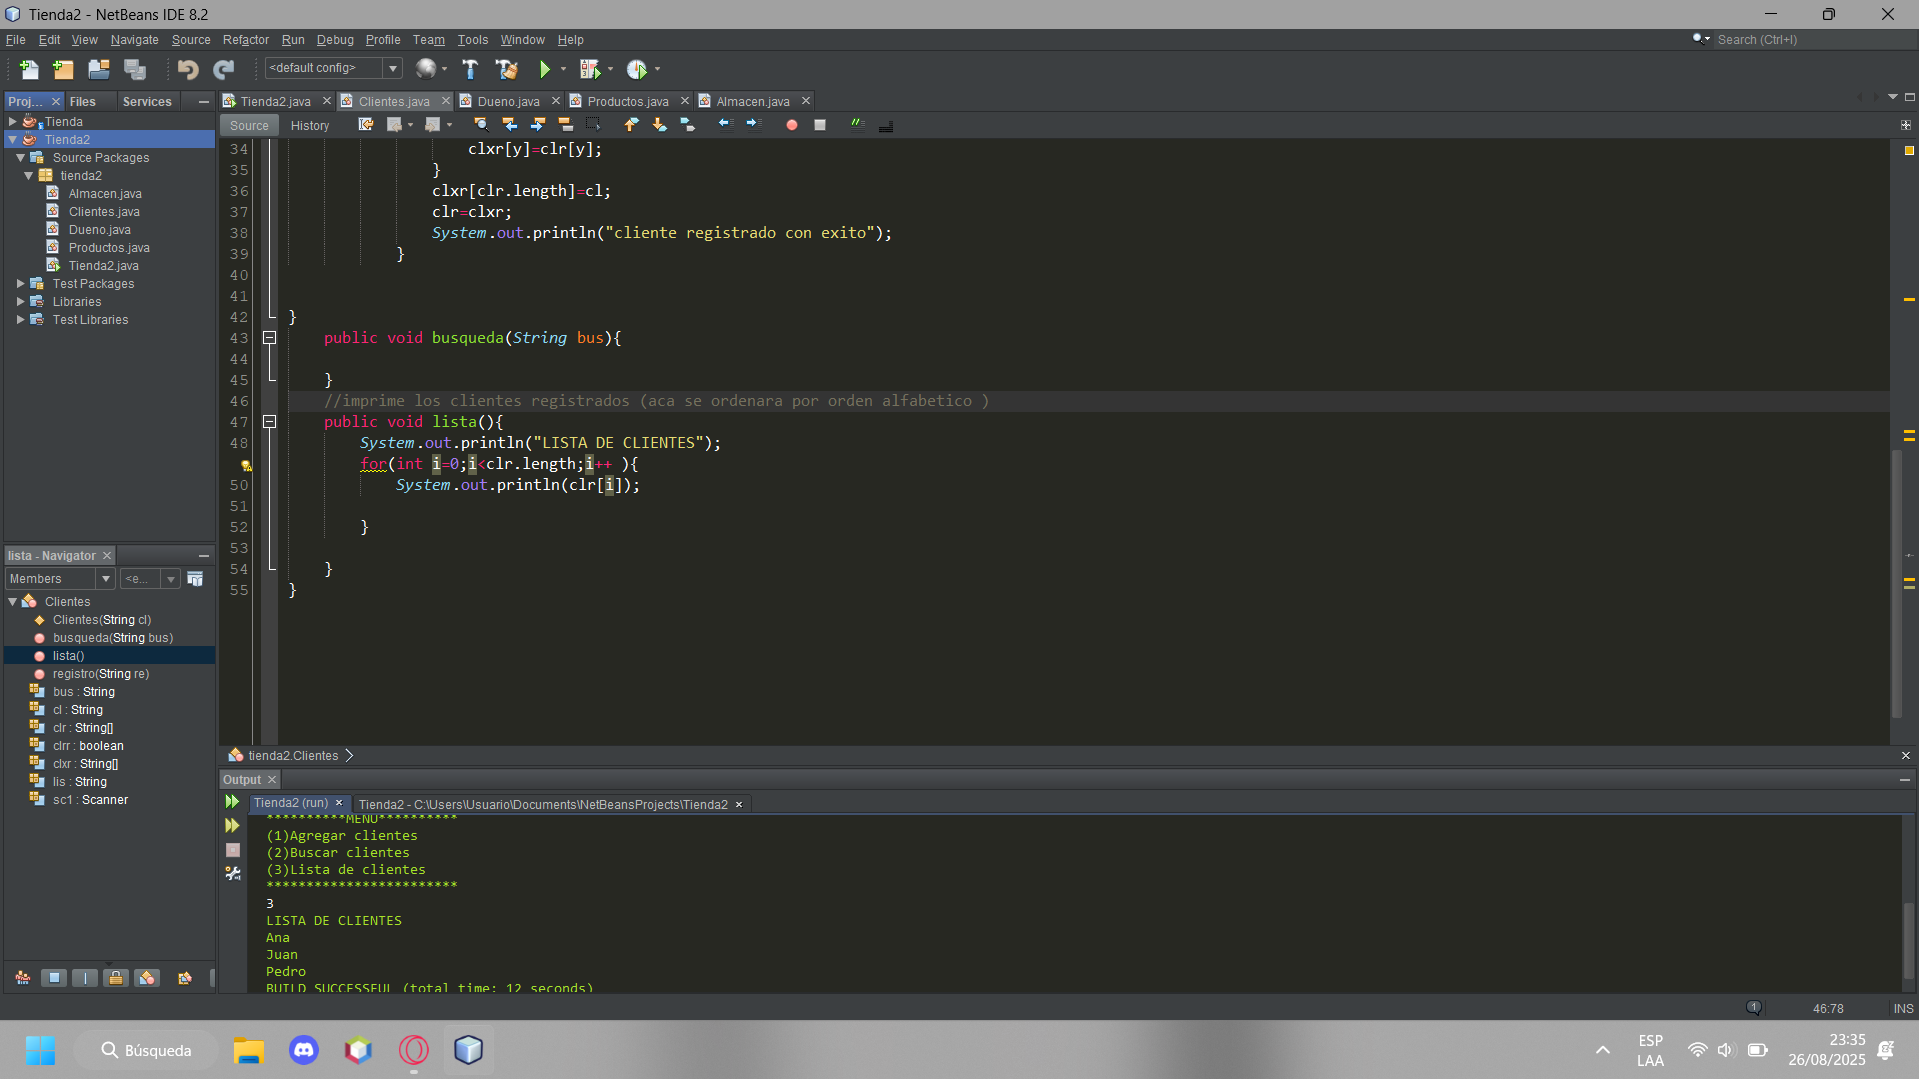 Tienda2 - NetBeans IDE 8.2
File Edit View Navigate Source Refactor Run Debug Profile Team Tools Window Help
Search (Ctrl+I)
<default config>
Proj... Files Services
Tienda2.java Clientes.java Dueno.java Productos.java Almacen.java
Source History
Tienda
Tienda2
Source Packages
tienda2
Almacen.java
Clientes.java
Dueno.java
Productos.java
Tienda2.java
Test Packages
Libraries
Test Libraries
34 clxr[y]=clr[y];
35 }
36 clxr[clr.length]=cl;
37 clr=clxr;
38 System.out.println("cliente registrado con exito");
39 }
40
41
42 }
43 public void busqueda(String bus){
44
45 }
46 //imprime los clientes registrados (aca se ordenara por orden alfabetico )
47 public void lista(){
48 System.out.println("LISTA DE CLIENTES");
for(int i=0;i<clr.length;i++ ){
50 System.out.println(clr[i]);
51
52 }
53
54 }
55 }
lista - Navigator
Members <e...
Clientes
Clientes(String cl)
busqueda(String bus)
lista()
registro(String re)
bus : String
cl : String
clr : String[]
clrr : boolean
clxr : String[]
lis : String
sc1 : Scanner
tienda2.Clientes
Output
Tienda2 (run) Tienda2 - C:\Users\Usuario\Documents\NetBeansProjects\Tienda2
**********MENU**********
(1)Agregar clientes
(2)Buscar clientes
(3)Lista de clientes
************************
3
LISTA DE CLIENTES
Ana
Juan
Pedro
BUILD SUCCESSFUL (total time: 12 seconds)
1 46:78 INS
Búsqueda
ESP
LAA
23:35
26/08/2025